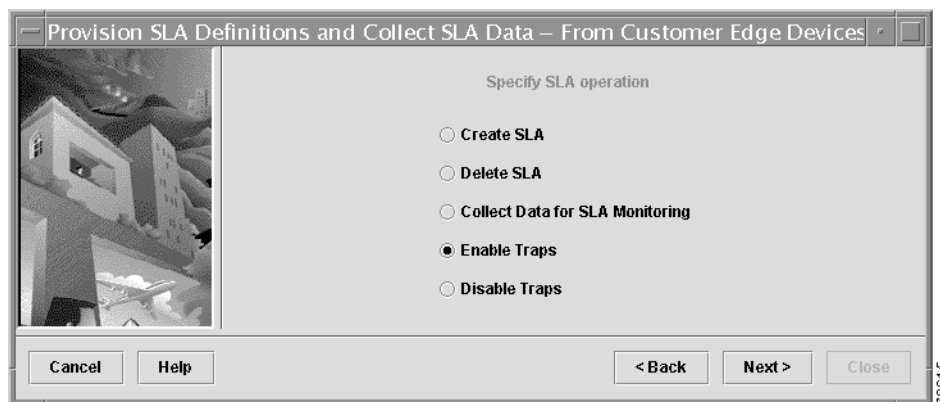 Provision SLA Definitions and Collect SLA Data – From Customer Edge Devices
Specify SLA operation
Create SLA
Delete SLA
Collect Data for SLA Monitoring
Enable Traps
Disable Traps
Cancel Help < Back Next > Close